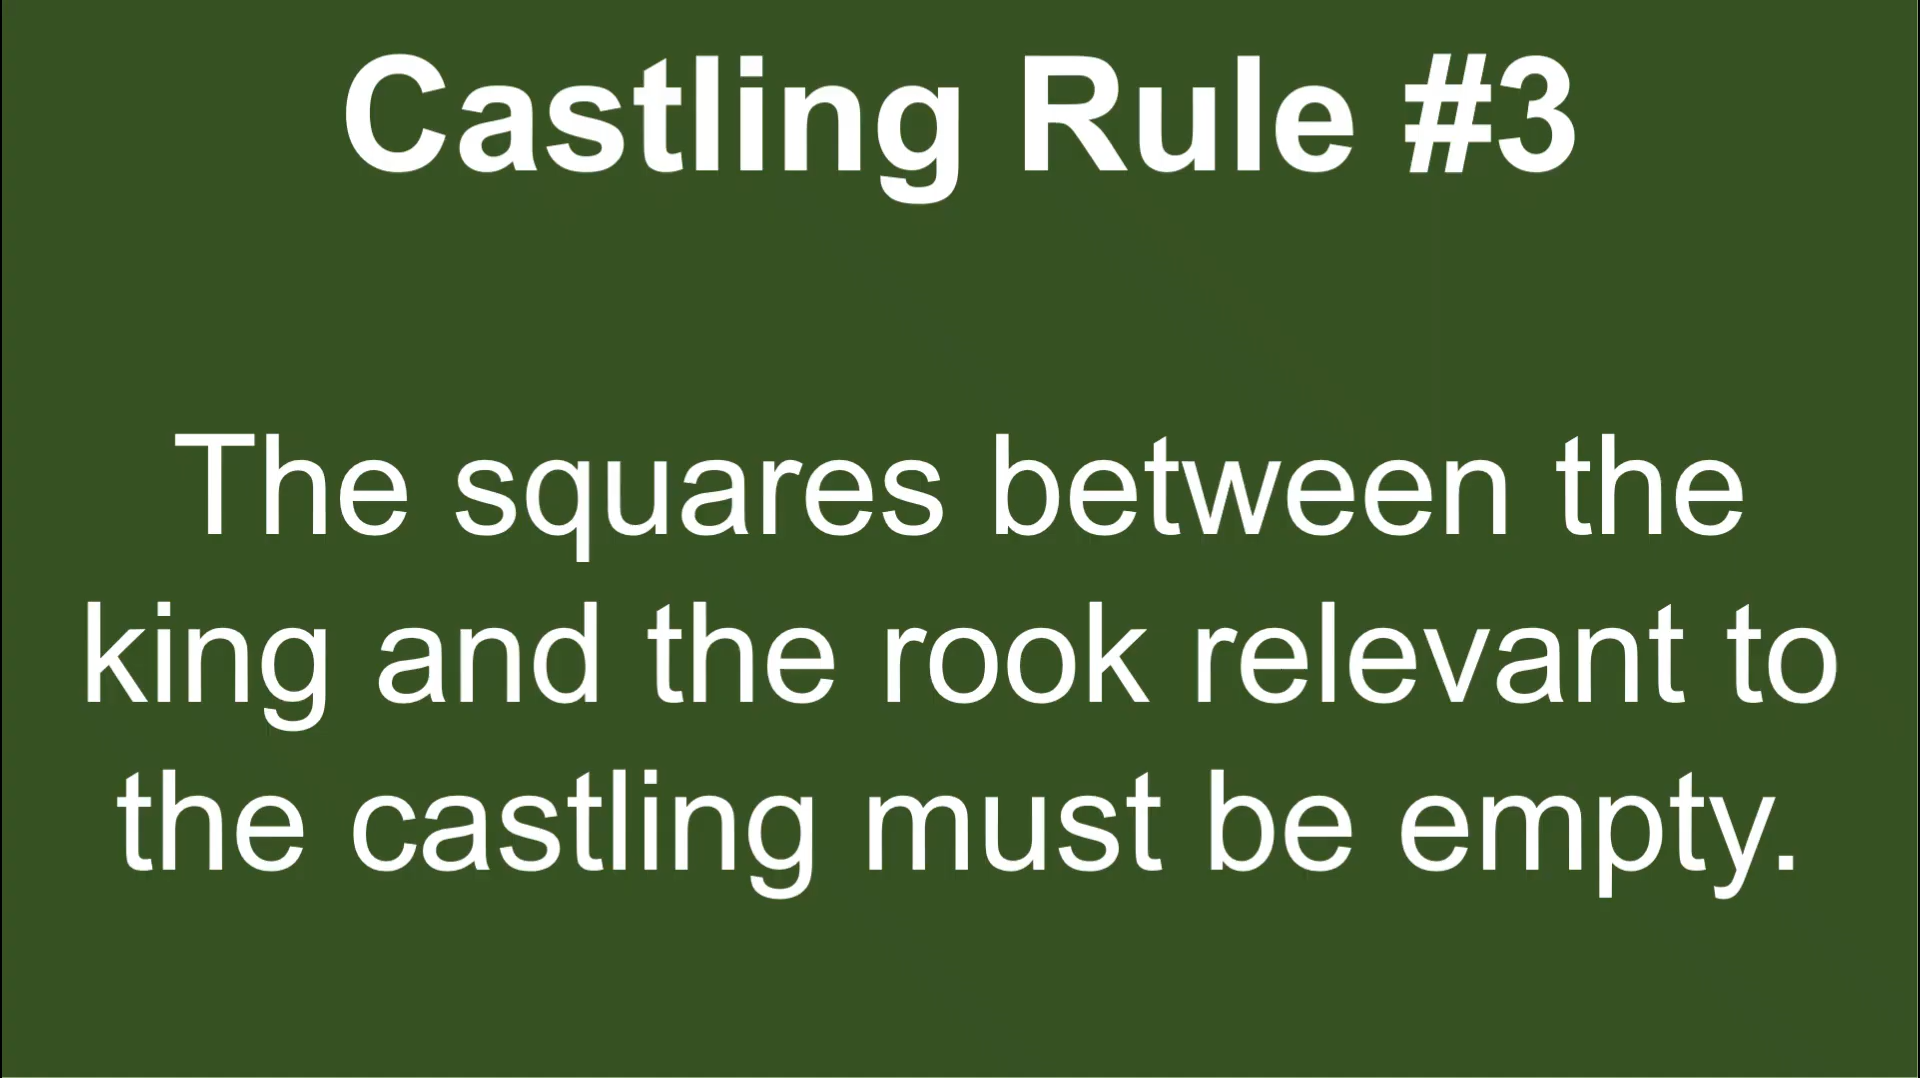 Castling Rule #3
The squares between the
king and the rook relevant to
the castling must be empty.